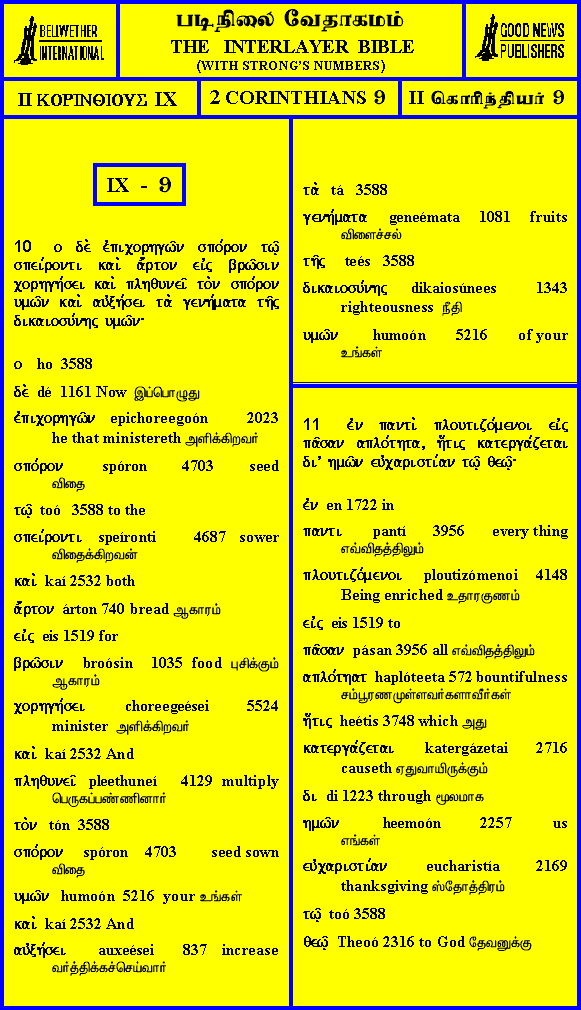 BELLWETHER
INTERNATIONAL
படிநிலை வேதாகமம்
THE INTERLAYER BIBLE
(WITH STRONG'S NUMBERS)
GOOD NEWS
PUBLISHERS
II ΚΟΡΙΝΘΙΟΥΣ IX
2 CORINTHIANS 9
II கொரிந்தியர் 9
IX - 9
10 ο δὲ ἐπιχορηγῶν σπόρον τῷ
σπείροντι καὶ ἄρτον εἰς βρῶσιν
χορηγήσει καὶ πληθυνεῖ τὸν σπόρον
υμῶν καὶ αὐξήσει τὰ γενήματα τῆς
δικαιοσύνης υμῶν·
ο ho 3588
δὲ dé 1161 Now இப்பொழுது
ἐπιχορηγῶν epichoreegoón 2023
he that ministereth அளிக்கிறவர்
σπόρον spóron 4703 seed
விதை
τῷ toó 3588 to the
σπείροντι speíronti 4687 sower
விதைக்கிறவன்
καὶ kaí 2532 both
ἄρτον árton 740 bread ஆகாரம்
εἰς eis 1519 for
βρῶσιν broósin 1035 food புசிக்கும்
ஆகாரம்
χορηγήσει choreegeései 5524
minister அளிக்கிறவர்
καὶ kaí 2532 And
πληθυνεῖ pleethuneí 4129 multiply
பெருகப்பண்ணினார்
τὸν tón 3588
σπόρον spóron 4703 seed sown
விதை
υμῶν humoón 5216 your உங்கள்
καὶ kaí 2532 And
αὐξήσει auxeései 837 increase
வர்த்திக்கச்செய்வார்
τὰ tá 3588
γενήματα geneémata 1081 fruits
விளைச்சல்
τῆς teés 3588
δικαιοσύνης dikaiosúnees 1343
righteousness நீதி
υμῶν humoón 5216 of your
உங்கள்
11 ἐν παντὶ πλουτιζόμενοι εἰς
πᾶσαν απλότητα, ἥτις κατεργάζεται
δι' ημῶν εὐχαριστίαν τῷ θεῷ·
ἐν en 1722 in
παντι pantí 3956 every thing
எவ்விதத்திலும்
πλουτιζόμενοι ploutizómenoi 4148
Being enriched உதாரகுணம்
εἰς eis 1519 to
πᾶσαν pásan 3956 all எவ்விதத்திலும்
απλότηατ haplóteeta 572 bountifulness
சம்பூரணமுள்ளவர்களாவீர்கள்
ἥτις heétis 3748 which அது
κατεργάζεται katergázetai 2716
causeth ஏதுவாயிருக்கும்
δι di 1223 through மூலமாக
ημῶν heemoón 2257 us
எங்கள்
εὐχαριστίαν eucharistía 2169
thanksgiving ஸ்தோத்திரம்
τῷ toó 3588
θεῷ Theoó 2316 to God தேவனுக்கு